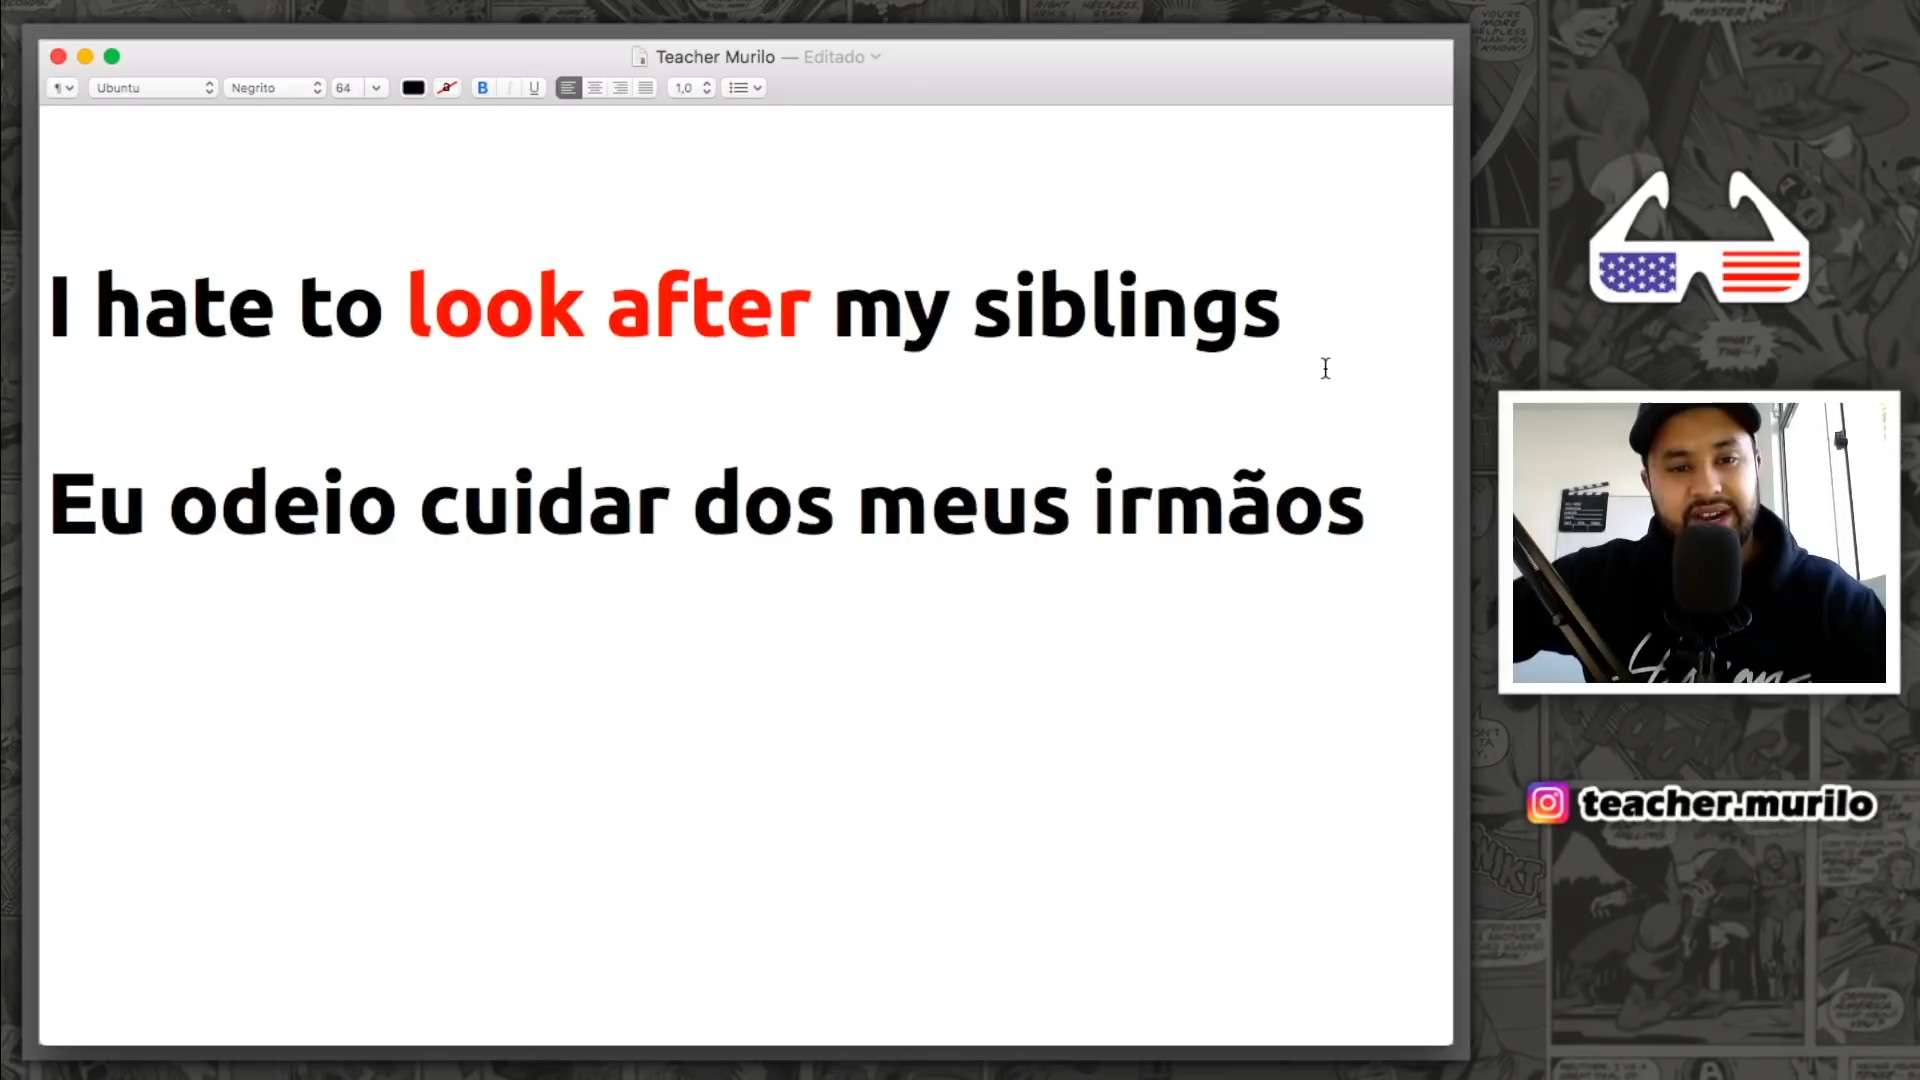 Teacher Murilo — Editado
Ubuntu Negrito 64 B I U 1,0
I hate to look after my siblings
Eu odeio cuidar dos meus irmãos
teacher.murilo